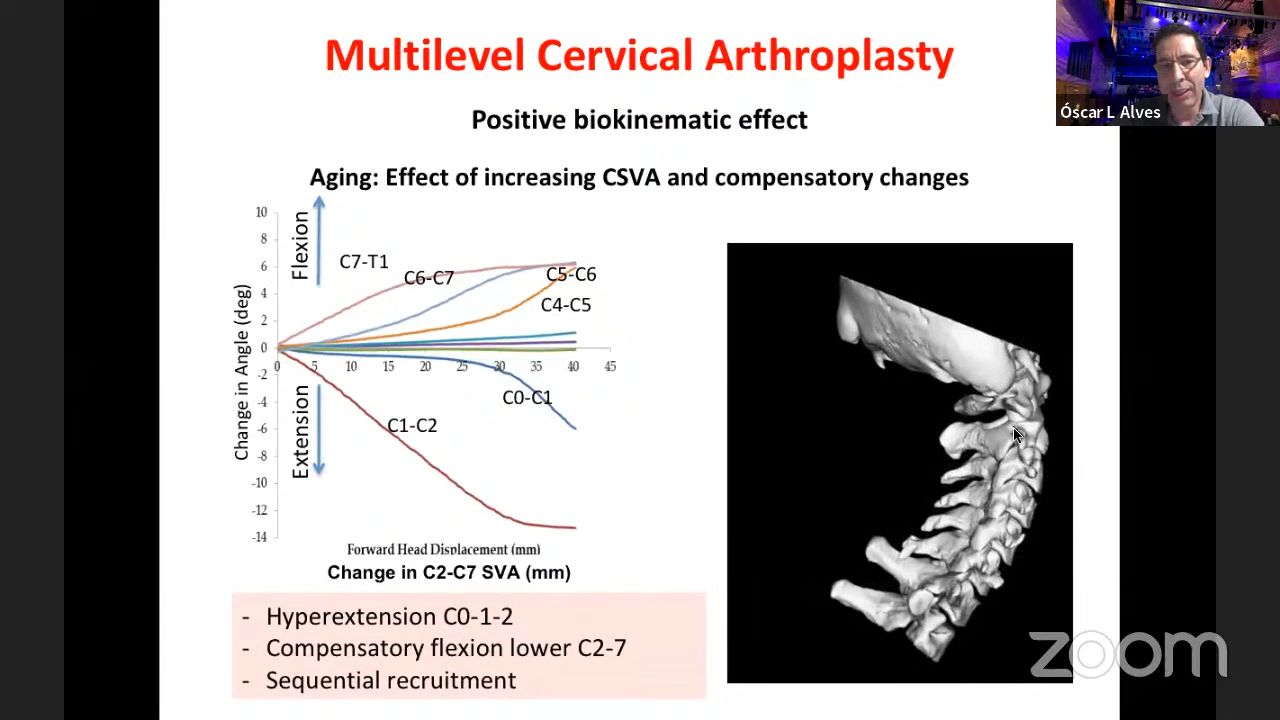 Multilevel Cervical Arthroplasty
Óscar L Alves
Positive biokinematic effect
Aging: Effect of increasing CSVA and compensatory changes
Change in Angle (deg)
Flexion
Extension
10
8
6
4
2
0
-2
-4
-6
-8
-10
-12
-14
C7-T1
C6-C7
C5-C6
C4-C5
0 5 10 15 20 25 30 35 40 45
C0-C1
C1-C2
Forward Head Displacement (mm)
Change in C2-C7 SVA (mm)
- Hyperextension C0-1-2
- Compensatory flexion lower C2-7
- Sequential recruitment
zoom